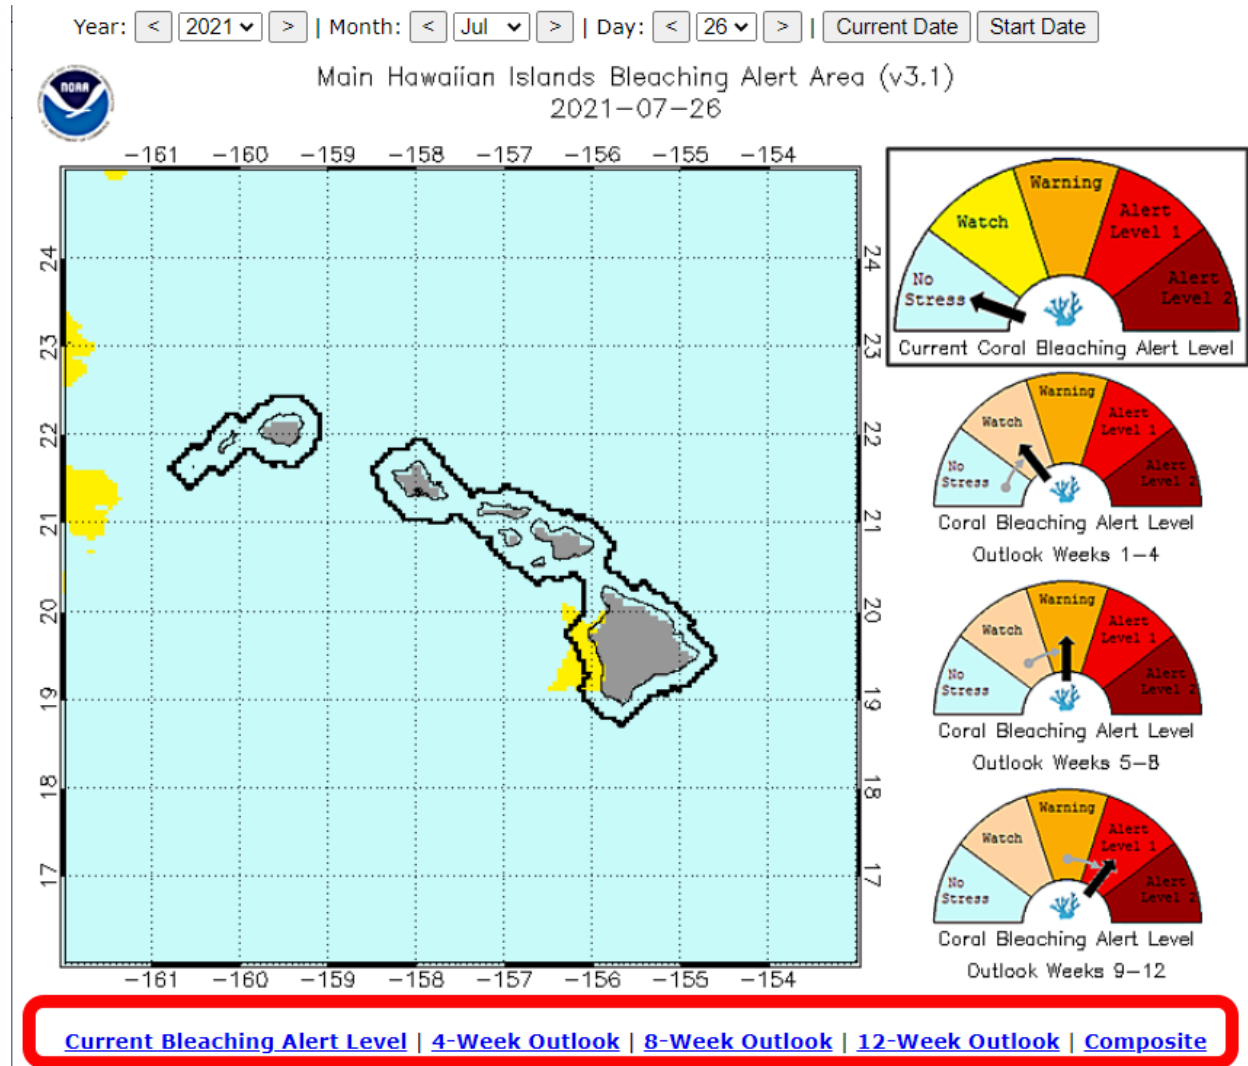 Year: < 2021 > | Month: < Jul > | Day: < 26 > | Current Date Start Date
NOAA
Main Hawaiian Islands Bleaching Alert Area (v3.1)
2021-07-26
-161 -160 -159 -158 -157 -156 -155 -154
24
23
22
21
20
19
18
17
24
23
22
21
20
19
18
17
-161 -160 -159 -158 -157 -156 -155 -154
No Stress
Watch
Warning
Alert Level 1
Alert Level 2
Current Coral Bleaching Alert Level
No Stress
Watch
Warning
Alert Level 1
Alert Level 2
Coral Bleaching Alert Level
Outlook Weeks 1-4
No Stress
Watch
Warning
Alert Level 1
Alert Level 2
Coral Bleaching Alert Level
Outlook Weeks 5-8
No Stress
Watch
Warning
Alert Level 1
Alert Level 2
Coral Bleaching Alert Level
Outlook Weeks 9-12
Current Bleaching Alert Level | 4-Week Outlook | 8-Week Outlook | 12-Week Outlook | Composite